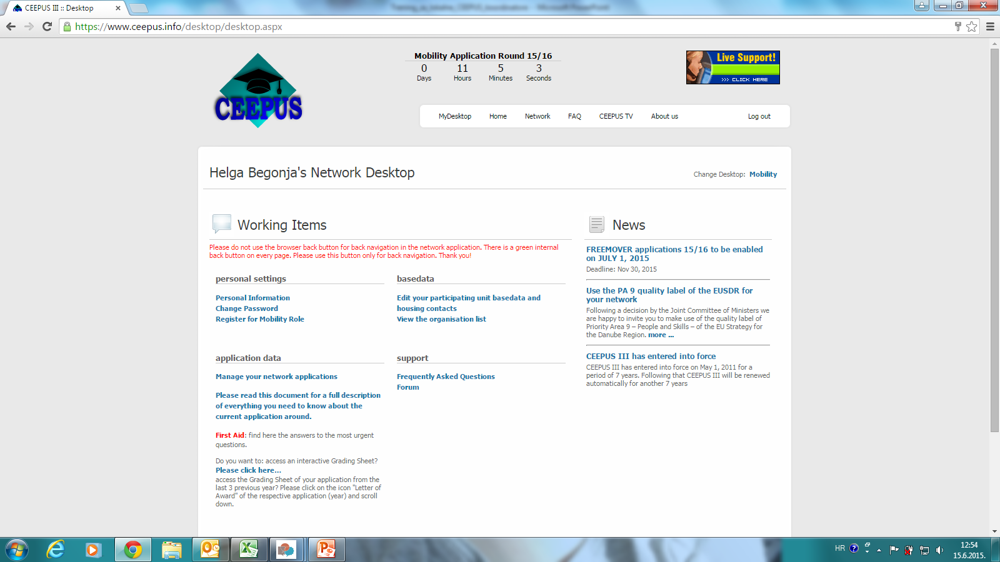 CEEPUS III :: Desktop
https://www.ceepus.info/desktop/desktop.aspx
CEEPUS
Mobility Application Round 15/16
0 11 5 3
Days Hours Minutes Seconds
Live Support!
>>> CLICK HERE
MyDesktop Home Network FAQ CEEPUS TV About us Log out
Helga Begonja's Network Desktop
Change Desktop: Mobility
Working Items
Please do not use the browser back button for back navigation in the network application. There is a green internal
back button on every page. Please use this button only for back navigation. Thank you!
personal settings
Personal Information
Change Password
Register for Mobility Role
basedata
Edit your participating unit basedata and
housing contacts
View the organisation list
application data
Manage your network applications
Please read this document for a full description
of everything you need to know about the
current application around.
First Aid: find here the answers to the most urgent
questions.
Do you want to: access an interactive Grading Sheet?
Please click here...
access the Grading Sheet of your application from the
last 3 previous year? Please click on the icon "Letter of
Award" of the respective application (year) and scroll
down.
support
Frequently Asked Questions
Forum
News
FREEMOVER applications 15/16 to be enabled
on JULY 1, 2015
Deadline: Nov 30, 2015
Use the PA 9 quality label of the EUSDR for
your network
Following a decision by the Joint Committee of Ministers we
are happy to invite you to make use of the quality label of
Priority Area 9 – People and Skills – of the EU Strategy for
the Danube Region. more ...
CEEPUS III has entered into force
CEEPUS III has entered into force on May 1, 2011 for a
period of 7 years. Following that CEEPUS III will be renewed
automatically for another 7 years
HR
12:54
15.6.2015.